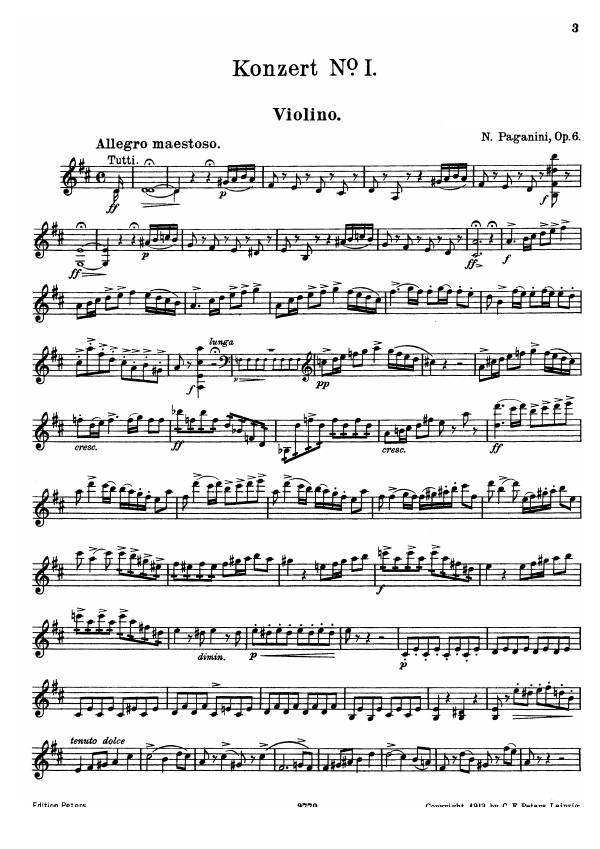 3
Konzert No I.
Violino.
N. Paganini, Op. 6.
Allegro maestoso.
Tutti.
ff
p
f
ff
p
ff
f
lunga
f
p
pp
cresc.
ff
cresc.
ff
f
dimin.
p
p
tenuto dolce
Edition Peters
Copyright 1913 by C. F. Peters Leipzig